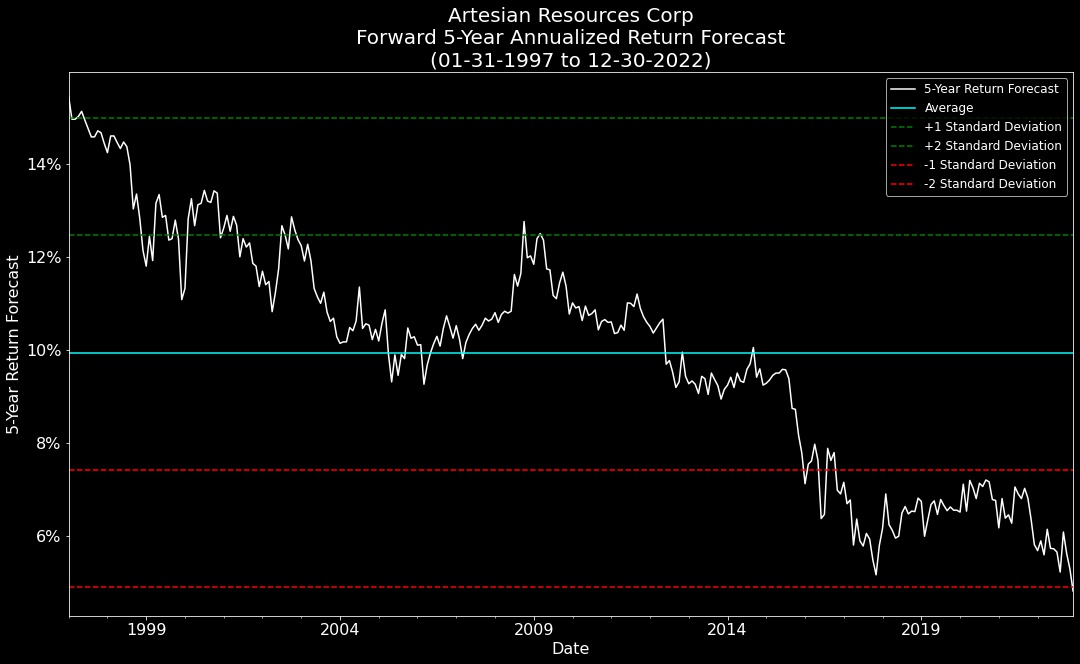 Artesian Resources Corp
Forward 5-Year Annualized Return Forecast
(01-31-1997 to 12-30-2022)
5-Year Return Forecast
Average
+1 Standard Deviation
+2 Standard Deviation
-1 Standard Deviation
-2 Standard Deviation
5-Year Return Forecast
14%
12%
10%
8%
6%
1999
2004
2009
2014
2019
Date